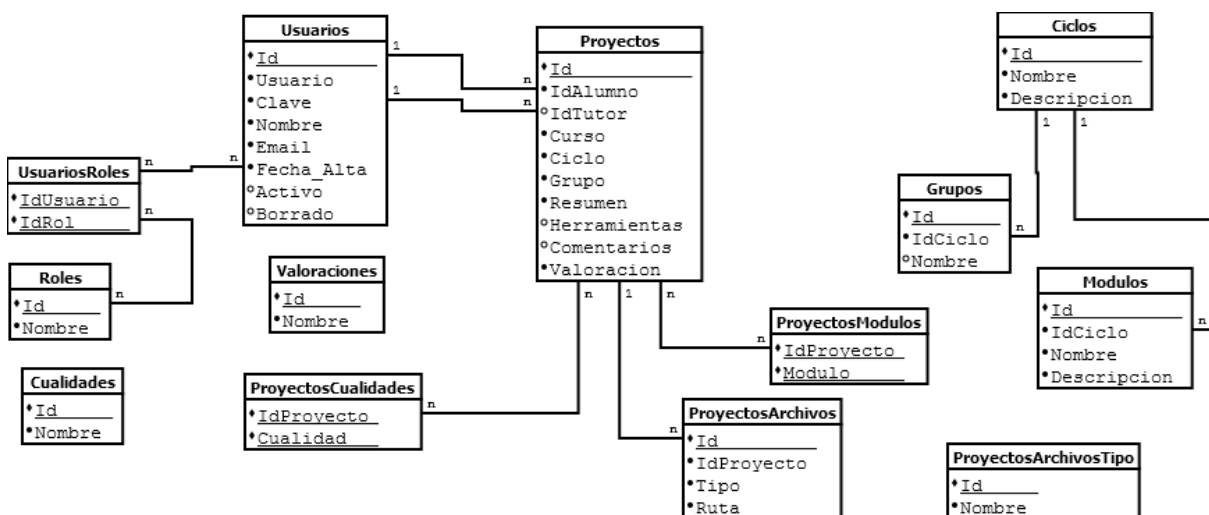 Usuarios
Id
Usuario
Clave
Nombre
Email
Fecha_Alta
Activo
Borrado
1
1
n
n
n
Proyectos
Id
IdAlumno
IdTutor
Curso
Ciclo
Grupo
Resumen
Herramientas
Comentarios
Valoracion
n
1
n
Ciclos
Id
Nombre
Descripcion
1
1
UsuariosRoles
IdUsuario
IdRol
n
n
Roles
Id
Nombre
n
Valoraciones
Id
Nombre
Grupos
Id
IdCiclo
Nombre
n
Modulos
Id
IdCiclo
Nombre
Descripcion
n
ProyectosModulos
IdProyecto
Modulo
n
Cualidades
Id
Nombre
ProyectosCualidades
IdProyecto
Cualidad
n
ProyectosArchivos
Id
IdProyecto
Tipo
Ruta
n
ProyectosArchivosTipo
Id
Nombre